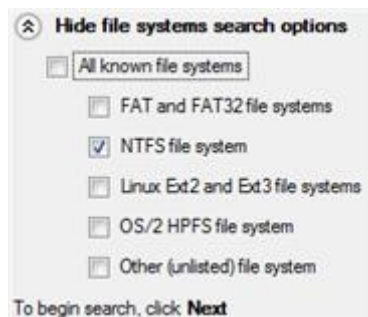 Hide file systems search options
All known file systems
FAT and FAT32 file systems
NTFS file system
Linux Ext2 and Ext3 file systems
OS/2 HPFS file system
Other (unlisted) file system
To begin search, click Next